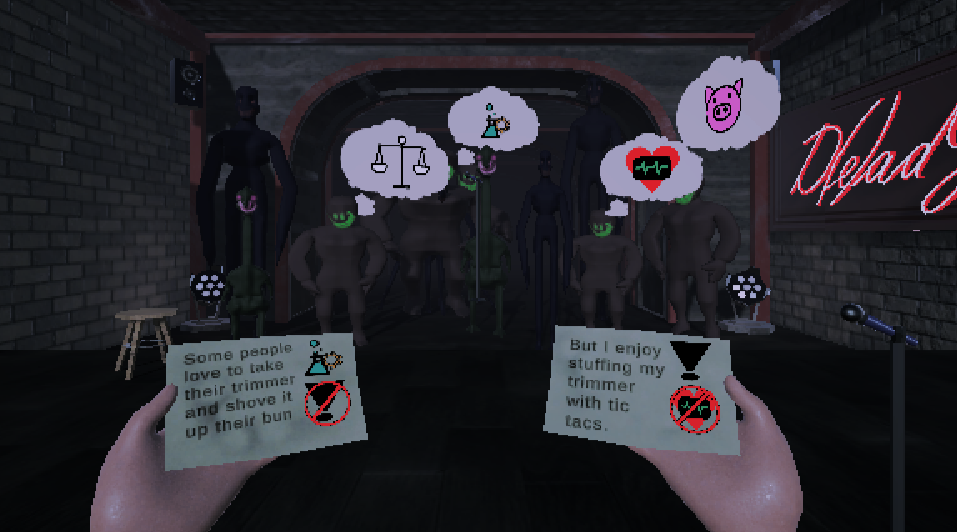 Some people
love to take
their trimmer
and shove it
up their bun
But I enjoy
stuffing my
trimmer
with tic
tacs.